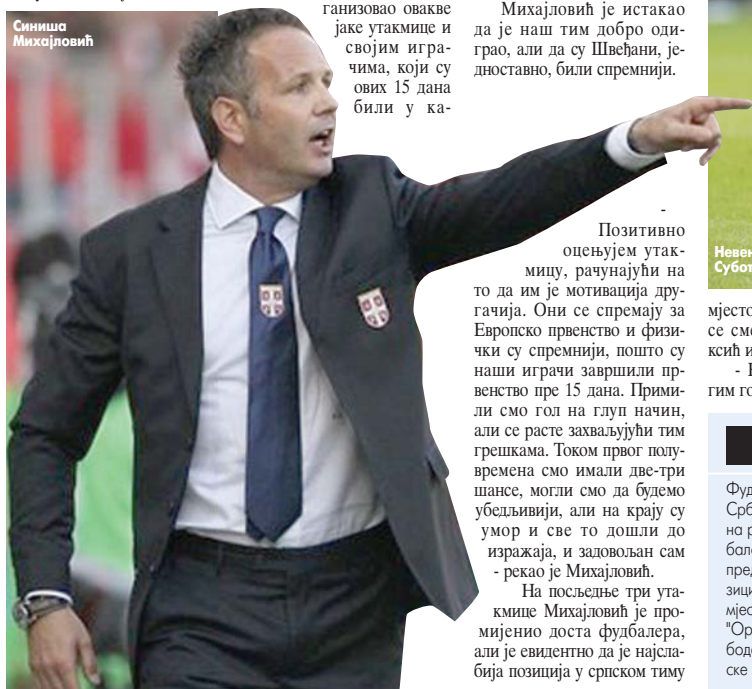 Синиша
Михајловић
ганизовао овакве
јаке утакмице и
својим игра-
чима, који су
ових 15 дана
били у ка-
Михајловић је истакао
да је наш тим добро оди-
грао, али да су Швеђани, је-
дноставно, били спремнији.
-
Позитивно
оцењујем утак-
мицу, рачунајући на
то да им је мотивација дру-
гачија. Они се спремају за
Европско првенство и физи-
чки су спремнији, пошто су
наши играчи завршили пр-
венство пре 15 дана. Прими-
ли смо гол на глуп начин,
али се расте захваљујући тим
грешкама. Током првог полу-
времена смо имали две-три
шансе, могли смо да будемо
убедљивији, али на крају су
умор и све то дошли до
изражаја, и задовољан сам
- рекао је Михајловић.
На посљедње три ута-
кмице Михајловић је про-
мијенио доста фудбалера,
али је евидентно да је најсла-
бија позиција у српском тиму
Невен
Субот
мјесто
се сме
ксић и
гим го
Фуд
Срб
на р
бал
пред
зици
мјес
"Ор
бод
ске